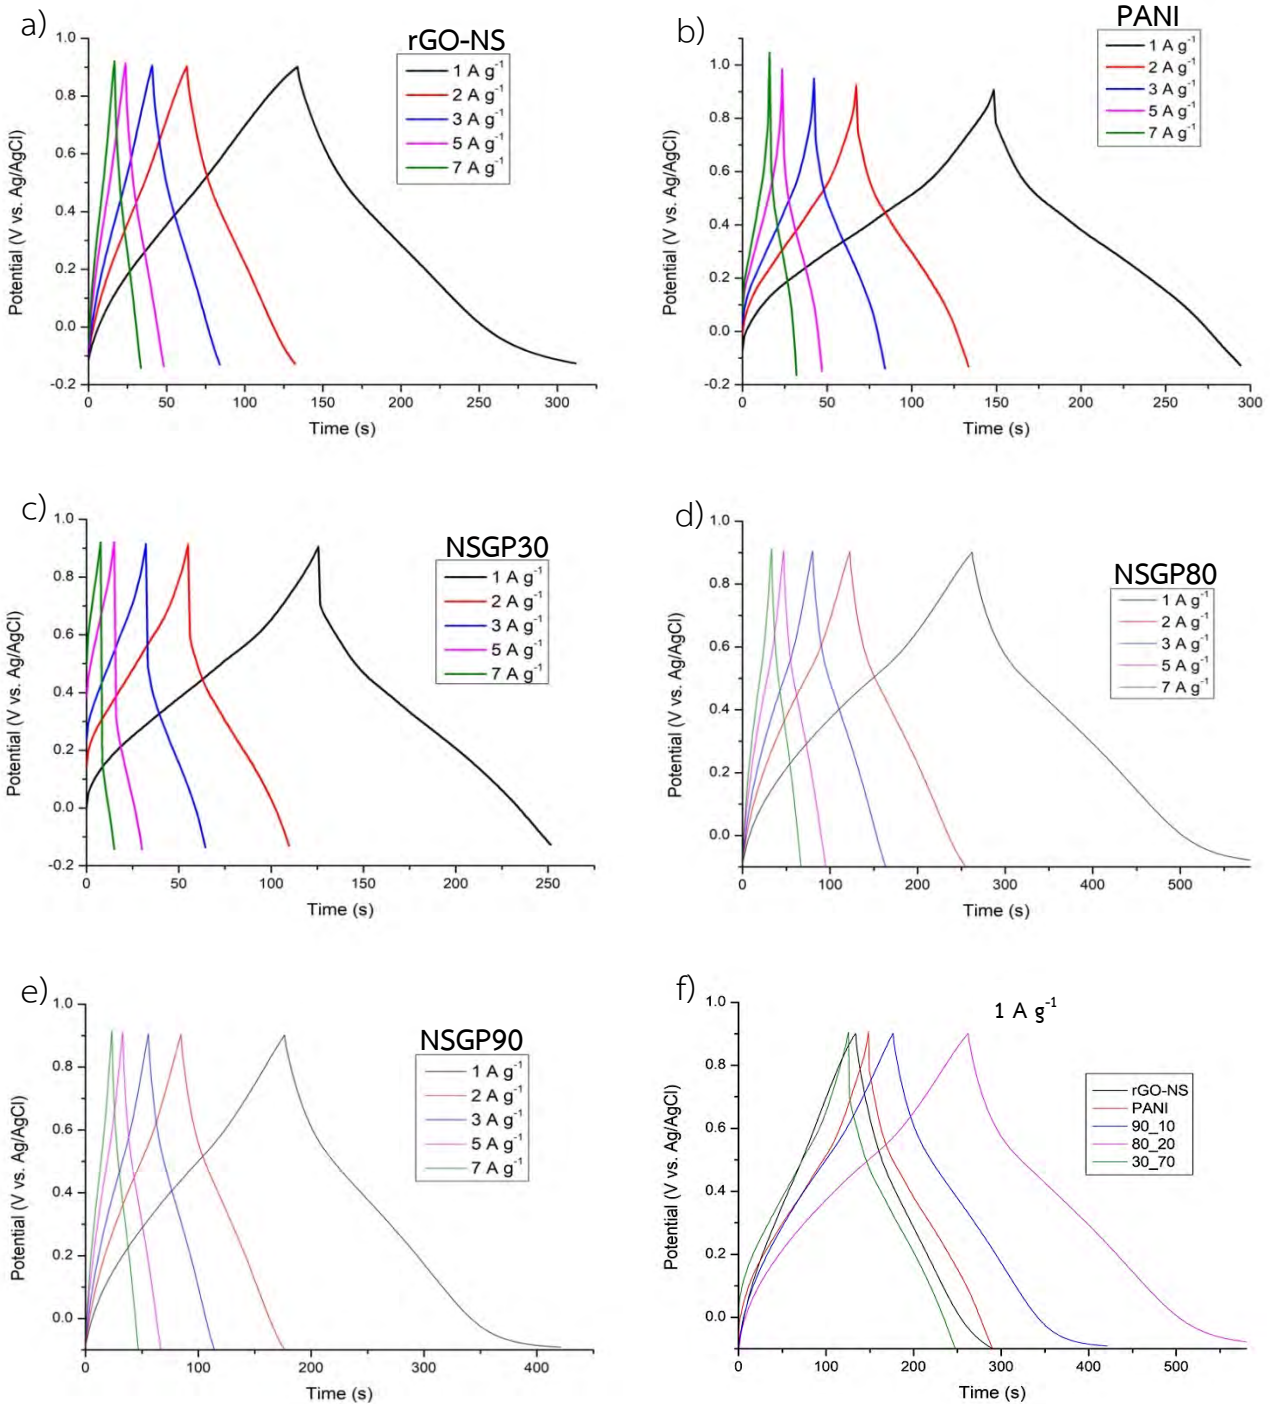 a)
rGO-NS
1 A g⁻¹
2 A g⁻¹
3 A g⁻¹
5 A g⁻¹
7 A g⁻¹
1.0
0.8
0.6
0.4
0.2
0.0
-0.2
0 50 100 150 200 250 300
Potential (V vs. Ag/AgCl)
Time (s)
b)
PANI
1 A g⁻¹
2 A g⁻¹
3 A g⁻¹
5 A g⁻¹
7 A g⁻¹
1.0
0.8
0.6
0.4
0.2
0.0
-0.2
0 50 100 150 200 250 300
Potential (V vs. Ag/AgCl)
Time (s)
c)
NSGP30
1 A g⁻¹
2 A g⁻¹
3 A g⁻¹
5 A g⁻¹
7 A g⁻¹
1.0
0.8
0.6
0.4
0.2
0.0
-0.2
0 50 100 150 200 250
Potential (V vs. Ag/AgCl)
Time (s)
d)
NSGP80
1 A g⁻¹
2 A g⁻¹
3 A g⁻¹
5 A g⁻¹
7 A g⁻¹
1.0
0.8
0.6
0.4
0.2
0.0
0 100 200 300 400 500
Potential (V vs. Ag/AgCl)
Time (s)
e)
NSGP90
1 A g⁻¹
2 A g⁻¹
3 A g⁻¹
5 A g⁻¹
7 A g⁻¹
1.0
0.8
0.6
0.4
0.2
0.0
0 100 200 300 400
Potential (V vs. Ag/AgCl)
Time (s)
f)
1 A g⁻¹
rGO-NS
PANI
90_10
80_20
30_70
1.0
0.8
0.6
0.4
0.2
0.0
0 100 200 300 400 500
Potential (V vs. Ag/AgCl)
Time (s)